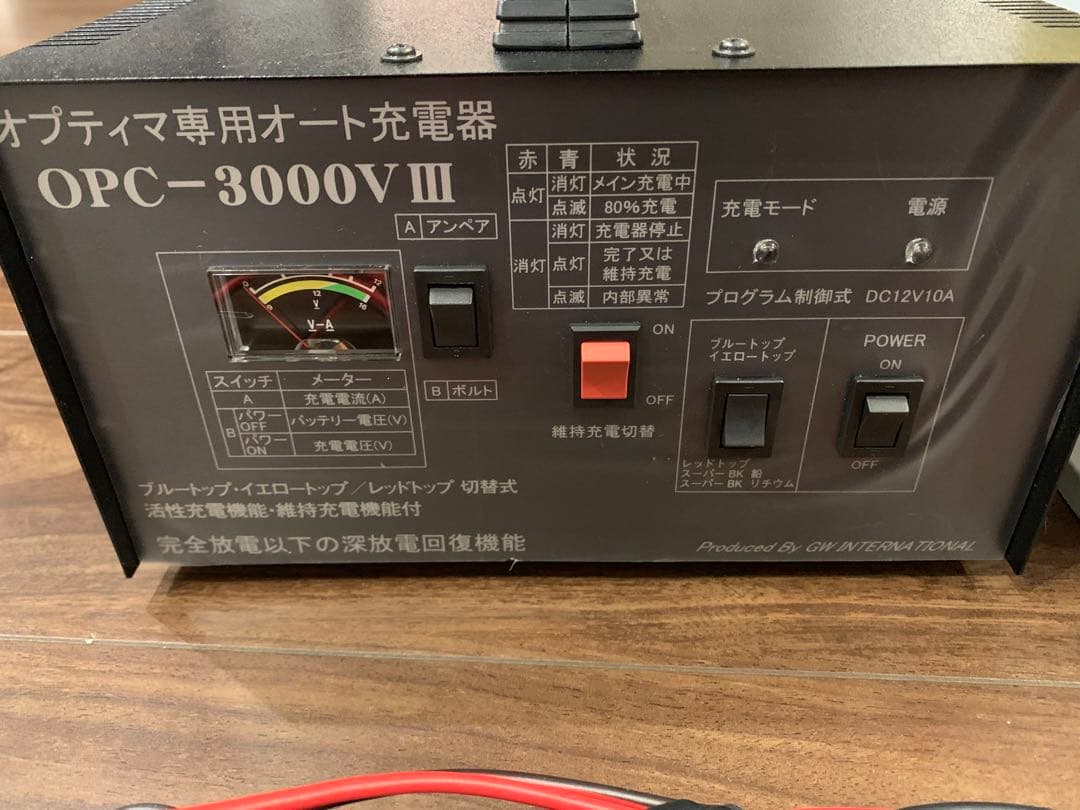 オプティマ専用オート充電器
OPC-3000VⅢ
A アンペア
赤 青 状況
点灯 消灯 メイン充電中
点滅 80%充電
消灯 消灯 充電器停止
点灯 完了又は
維持充電
点滅 内部異常
充電モード 電源
プログラム制御式 DC12V10A
0 12
8 12 16
V
V-A
スイッチ メーター
A 充電電流(A)
B パワー
OFF バッテリー電圧(V)
パワー
ON 充電電圧(V)
B ボルト
ON
OFF
維持充電切替
ブルートップ
イエロートップ
レッドトップ
スーパーBK 鉛
スーパーBK リチウム
POWER
ON
OFF
ブルートップ・イエロートップ/レッドトップ 切替式
活性充電機能・維持充電機能付
完全放電以下の深放電回復機能
Produced By GW INTERNATIONAL